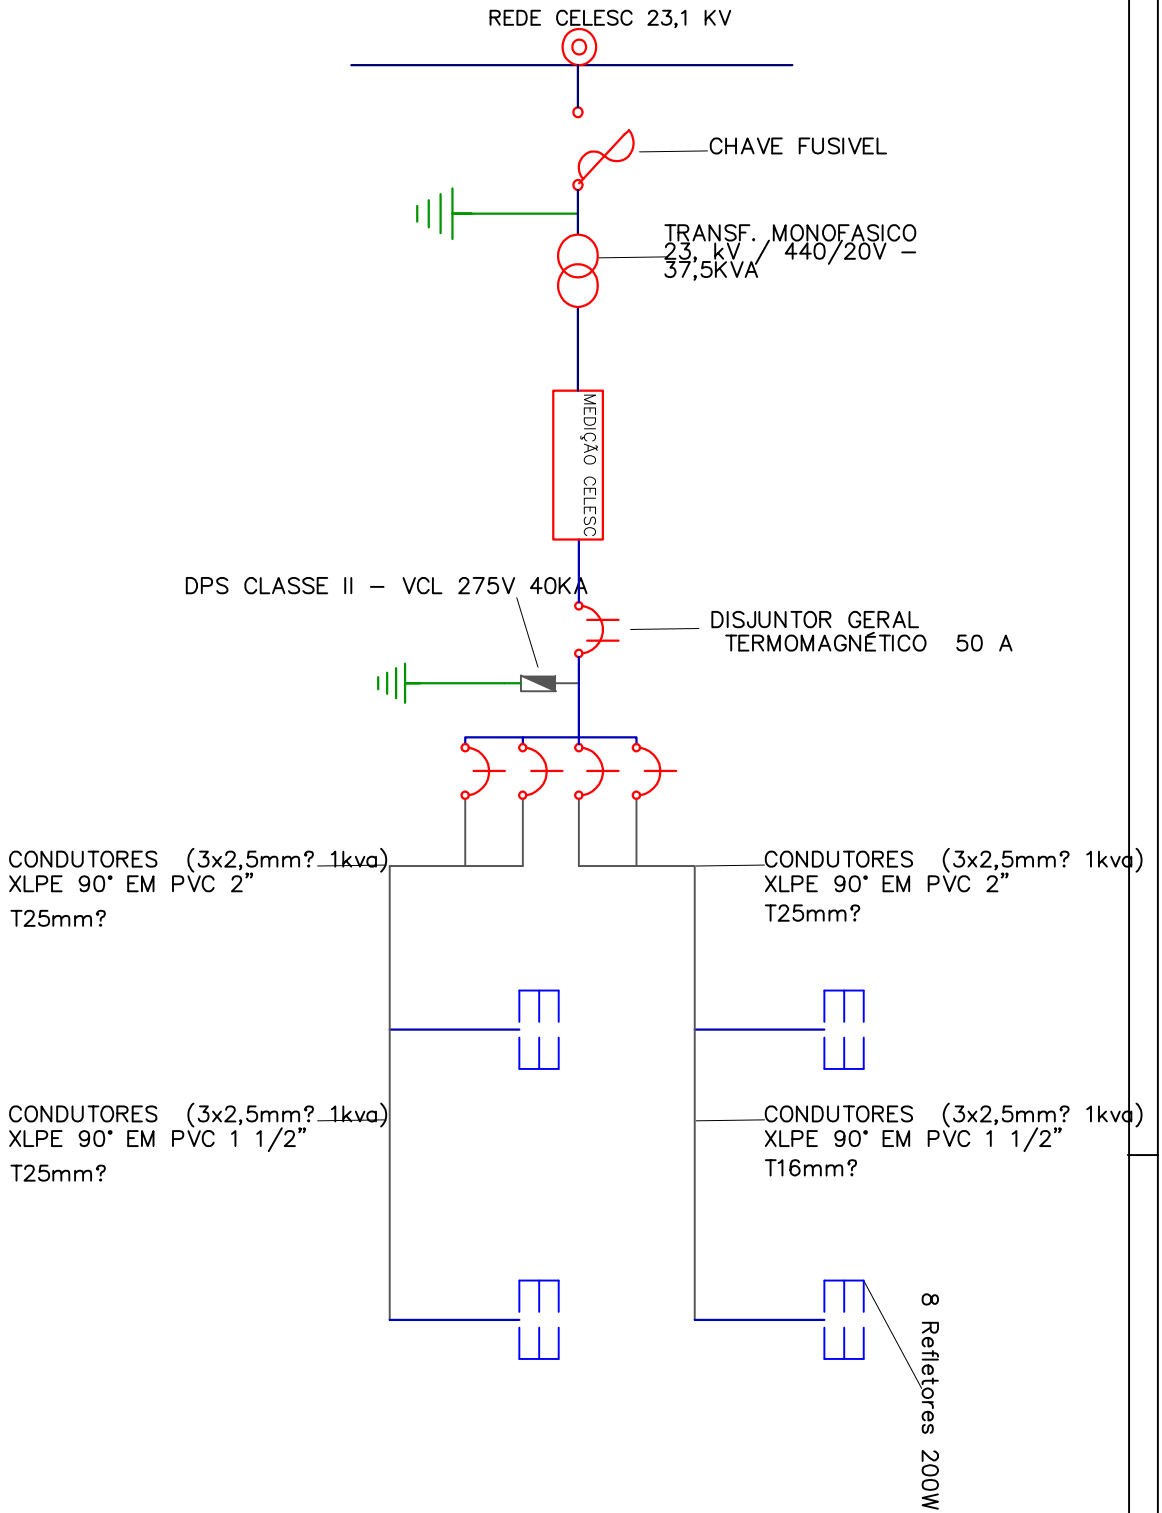 REDE CELESC 23,1 KV
CHAVE FUSIVEL
TRANSF. MONOFASICO
23, kV / 440/20V –
37,5KVA
MEDIÇÃO CELESC
DPS CLASSE II – VCL 275V 40KA
DISJUNTOR GERAL
TERMOMAGNÉTICO 50 A
CONDUTORES (3x2,5mm? 1kva)
XLPE 90° EM PVC 2”
T25mm?
CONDUTORES (3x2,5mm? 1kva)
XLPE 90° EM PVC 2”
T25mm?
CONDUTORES (3x2,5mm? 1kva)
XLPE 90° EM PVC 1 1/2”
T25mm?
CONDUTORES (3x2,5mm? 1kva)
XLPE 90° EM PVC 1 1/2”
T16mm?
8 Refletores 200W